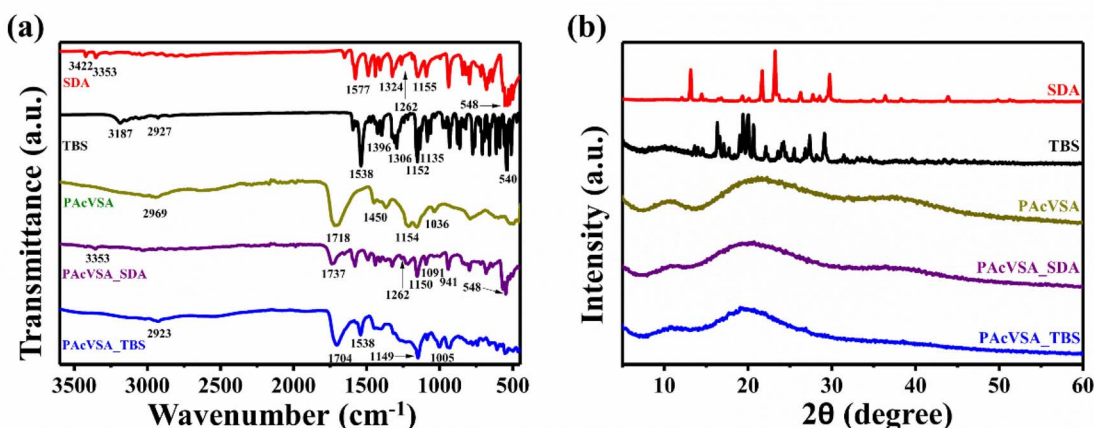 (a)
SDA
3422
3353
1577
1324
1262
1155
548
TBS
3187
2927
1538
1396
1306
1152
1135
540
PAcVSA
2969
1718
1450
1154
1036
PAcVSA_SDA
3353
1737
1262
1150
1091
941
548
PAcVSA_TBS
2923
1704
1538
1149
1005
3500 3000 2500 2000 1500 1000 500
Wavenumber (cm⁻¹)
Transmittance (a.u.)
(b)
SDA
TBS
PAcVSA
PAcVSA_SDA
PAcVSA_TBS
10 20 30 40 50 60
2θ (degree)
Intensity (a.u.)